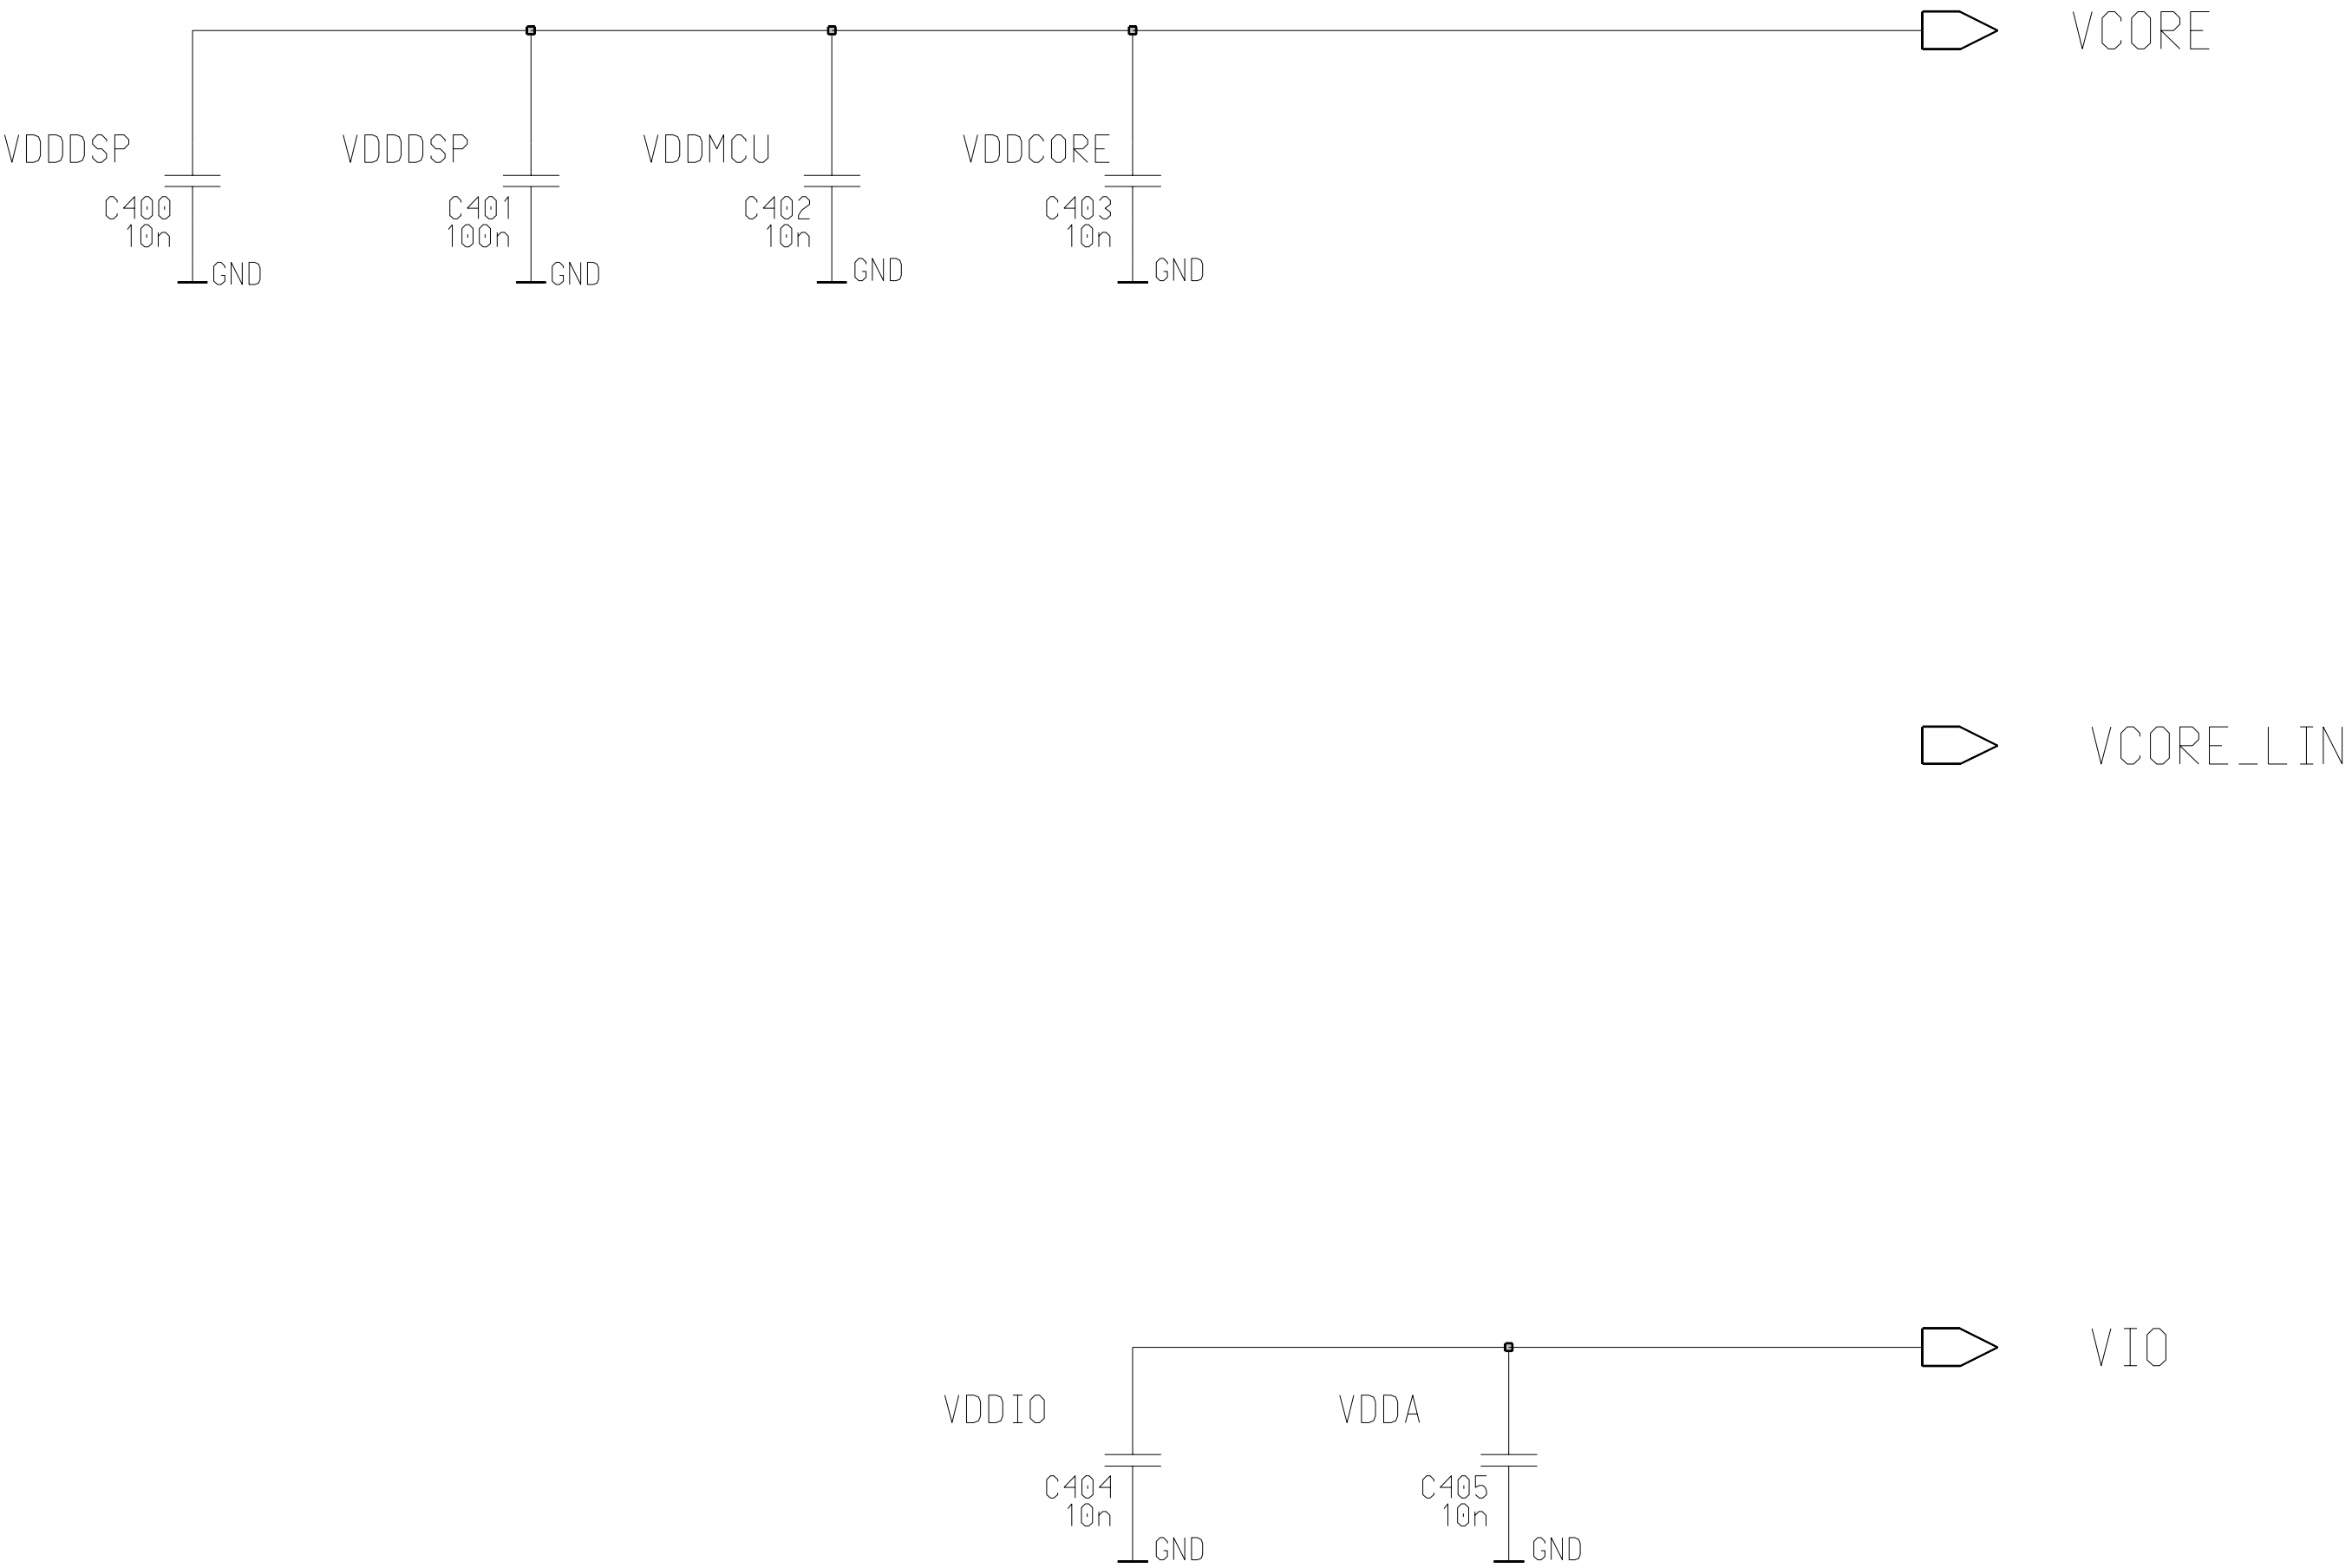 VCORE
VDDDSP
VDDDSP
VDDMCU
VDDCORE
C400
10n
GND
C401
100n
GND
C402
10n
GND
C403
10n
GND
VCORE_LIN
VIO
VDDIO
VDDA
C404
10n
GND
C405
10n
GND